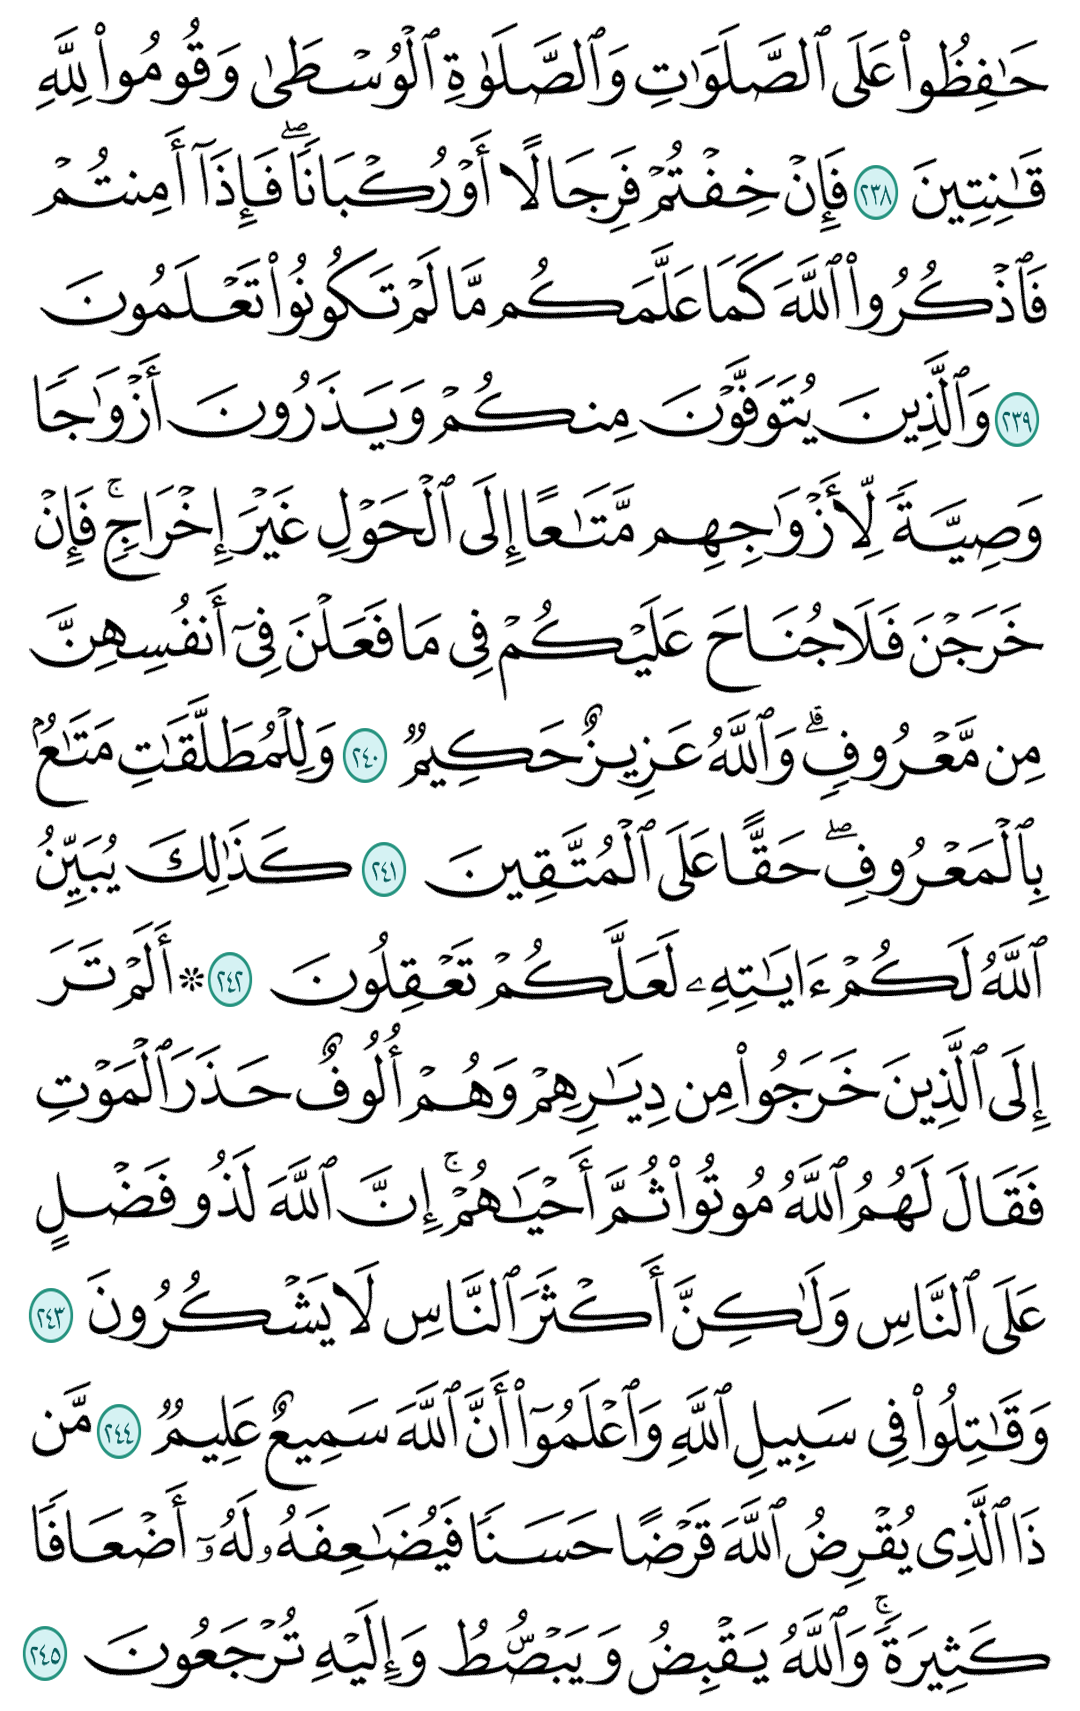 حَٰفِظُوا۟ عَلَى ٱلصَّلَوَٰتِ وَٱلصَّلَوٰةِ ٱلْوُسْطَىٰ وَقُومُوا۟ لِلَّهِ
قَٰنِتِينَ ٢٣٨ فَإِنْ خِفْتُمْ فَرِجَالًا أَوْ رُكْبَانًا ۖ فَإِذَآ أَمِنتُمْ
فَٱذْكُرُوا۟ ٱللَّهَ كَمَا عَلَّمَكُم مَّا لَمْ تَكُونُوا۟ تَعْلَمُونَ
٢٣٩ وَٱلَّذِينَ يُتَوَفَّوْنَ مِنكُمْ وَيَذَرُونَ أَزْوَٰجًا
وَصِيَّةً لِّأَزْوَٰجِهِم مَّتَٰعًا إِلَى ٱلْحَوْلِ غَيْرَ إِخْرَاجٍ ۚ فَإِنْ
خَرَجْنَ فَلَا جُنَاحَ عَلَيْكُمْ فِى مَا فَعَلْنَ فِىٓ أَنفُسِهِنَّ
مِن مَّعْرُوفٍ ۗ وَٱللَّهُ عَزِيزٌ حَكِيمٌ ٢٤٠ وَلِلْمُطَلَّقَٰتِ مَتَٰعٌۢ
بِٱلْمَعْرُوفِ ۖ حَقًّا عَلَى ٱلْمُتَّقِينَ ٢٤١ كَذَٰلِكَ يُبَيِّنُ
ٱللَّهُ لَكُمْ ءَايَٰتِهِۦ لَعَلَّكُمْ تَعْقِلُونَ ٢٤٢ ۞ أَلَمْ تَرَ
إِلَى ٱلَّذِينَ خَرَجُوا۟ مِن دِيَٰرِهِمْ وَهُمْ أُلُوفٌ حَذَرَ ٱلْمَوْتِ
فَقَالَ لَهُمُ ٱللَّهُ مُوتُوا۟ ثُمَّ أَحْيَٰهُمْ ۚ إِنَّ ٱللَّهَ لَذُو فَضْلٍ
عَلَى ٱلنَّاسِ وَلَٰكِنَّ أَكْثَرَ ٱلنَّاسِ لَا يَشْكُرُونَ ٢٤٣
وَقَٰتِلُوا۟ فِى سَبِيلِ ٱللَّهِ وَٱعْلَمُوٓا۟ أَنَّ ٱللَّهَ سَمِيعٌ عَلِيمٌ ٢٤٤ مَّن
ذَا ٱلَّذِى يُقْرِضُ ٱللَّهَ قَرْضًا حَسَنًا فَيُضَٰعِفَهُۥ لَهُۥٓ أَضْعَافًا
كَثِيرَةً ۚ وَٱللَّهُ يَقْبِضُ وَيَبْصُۜطُ وَإِلَيْهِ تُرْجَعُونَ ٢٤٥